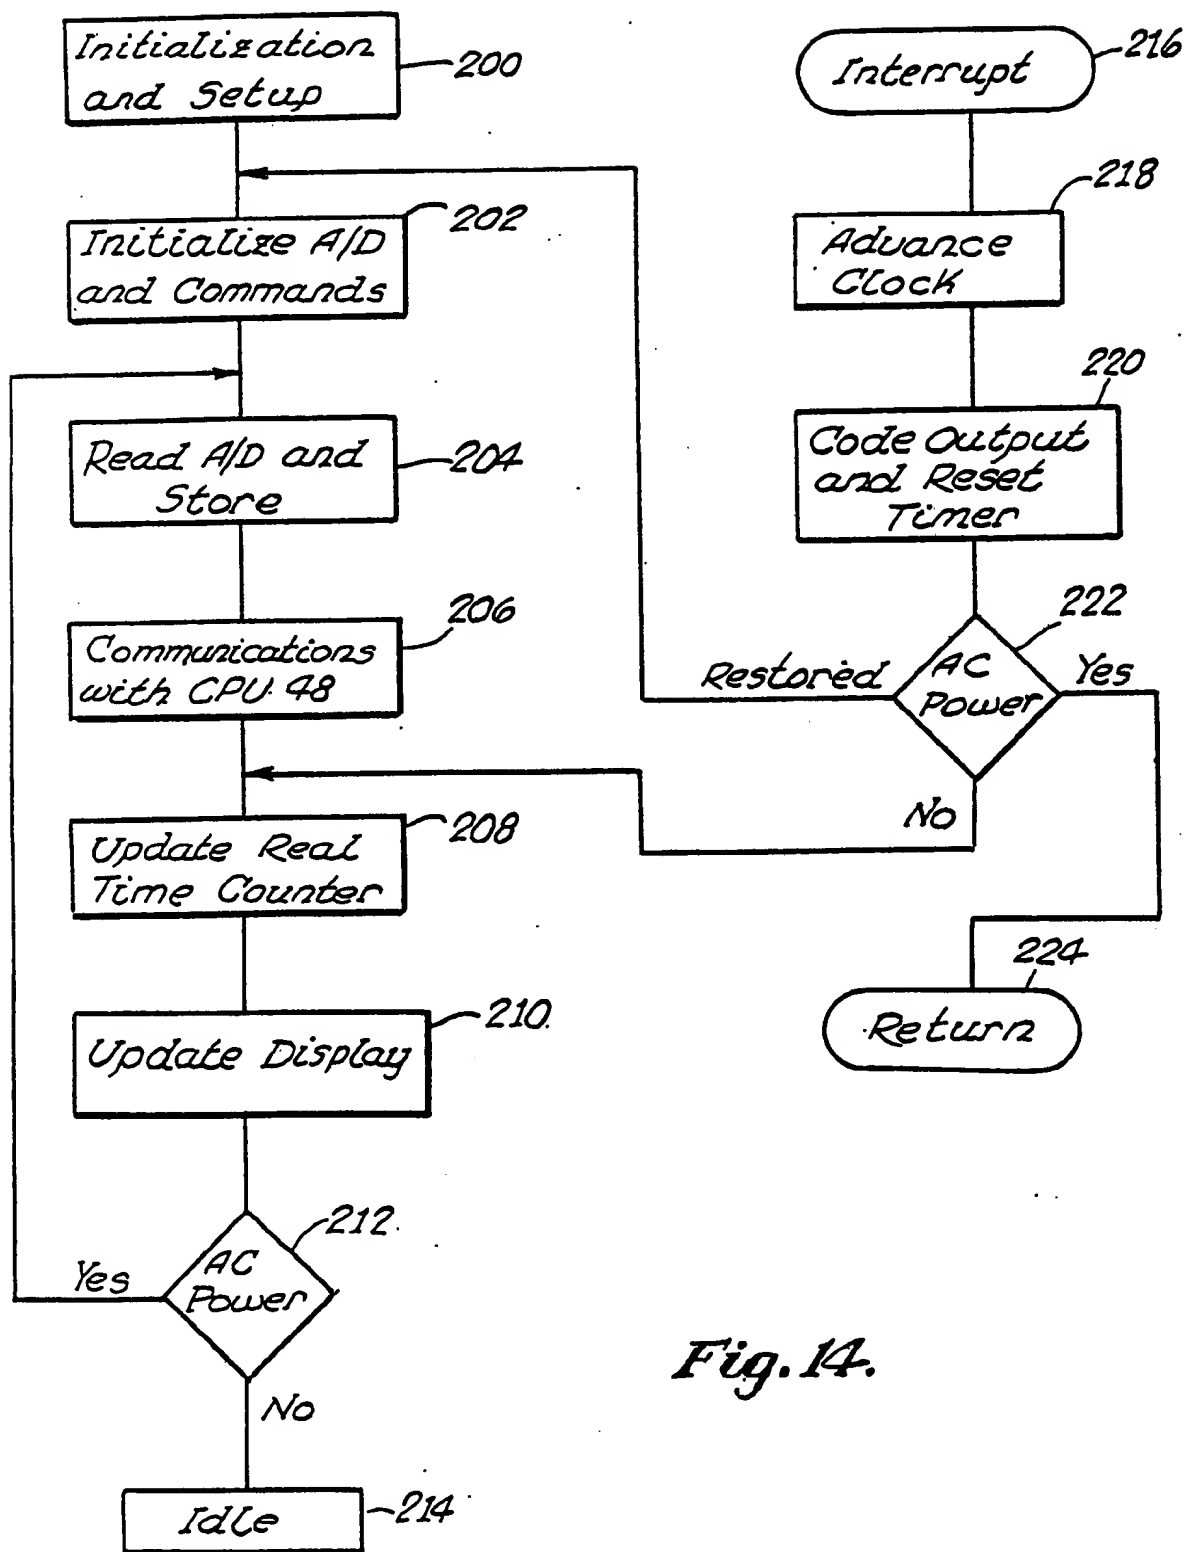 Initialization
and Setup
200
Initialize A/D
and Commands
202
Read A/D and
Store
204
Communications
with CPU 48
206
Update Real
Time Counter
208
Update Display
210
AC
Power
212
Yes
No
Idle
214
Interrupt
216
Advance
Clock
218
Code Output
and Reset
Timer
220
AC
Power
222
Restored
Yes
No
Return
224
Fig. 14.